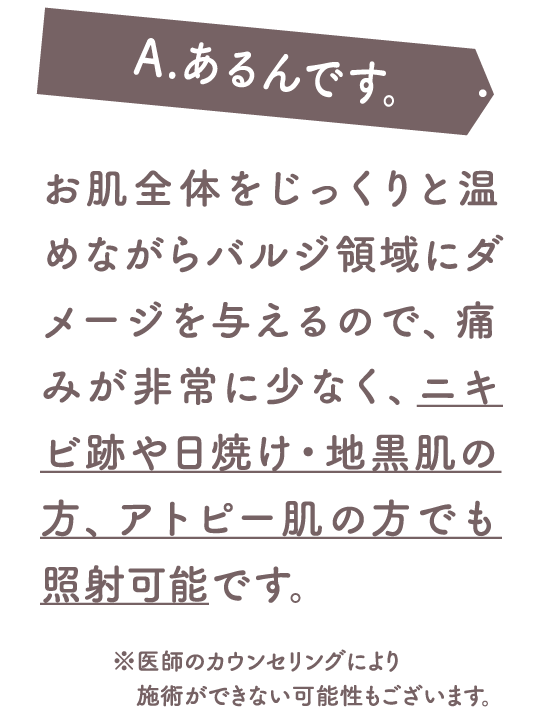 A.あるんです。
お肌全体をじっくりと温
めながらバルジ領域にダ
メージを与えるので、痛
みが非常に少なく、ニキ
ビ跡や日焼け・地黒肌の
方、アトピー肌の方でも
照射可能です。
※医師のカウンセリングにより
施術ができない可能性もございます。